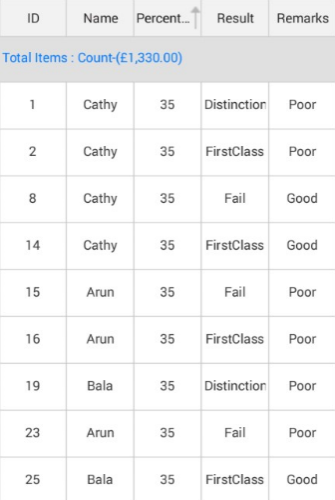 ID Name Percent... Result Remarks
Total Items : Count-(£1,330.00)
1 Cathy 35 Distinction Poor
2 Cathy 35 FirstClass Poor
8 Cathy 35 Fail Good
14 Cathy 35 FirstClass Good
15 Arun 35 Fail Poor
16 Arun 35 FirstClass Poor
19 Bala 35 Distinction Poor
23 Arun 35 Fail Poor
25 Bala 35 FirstClass Good